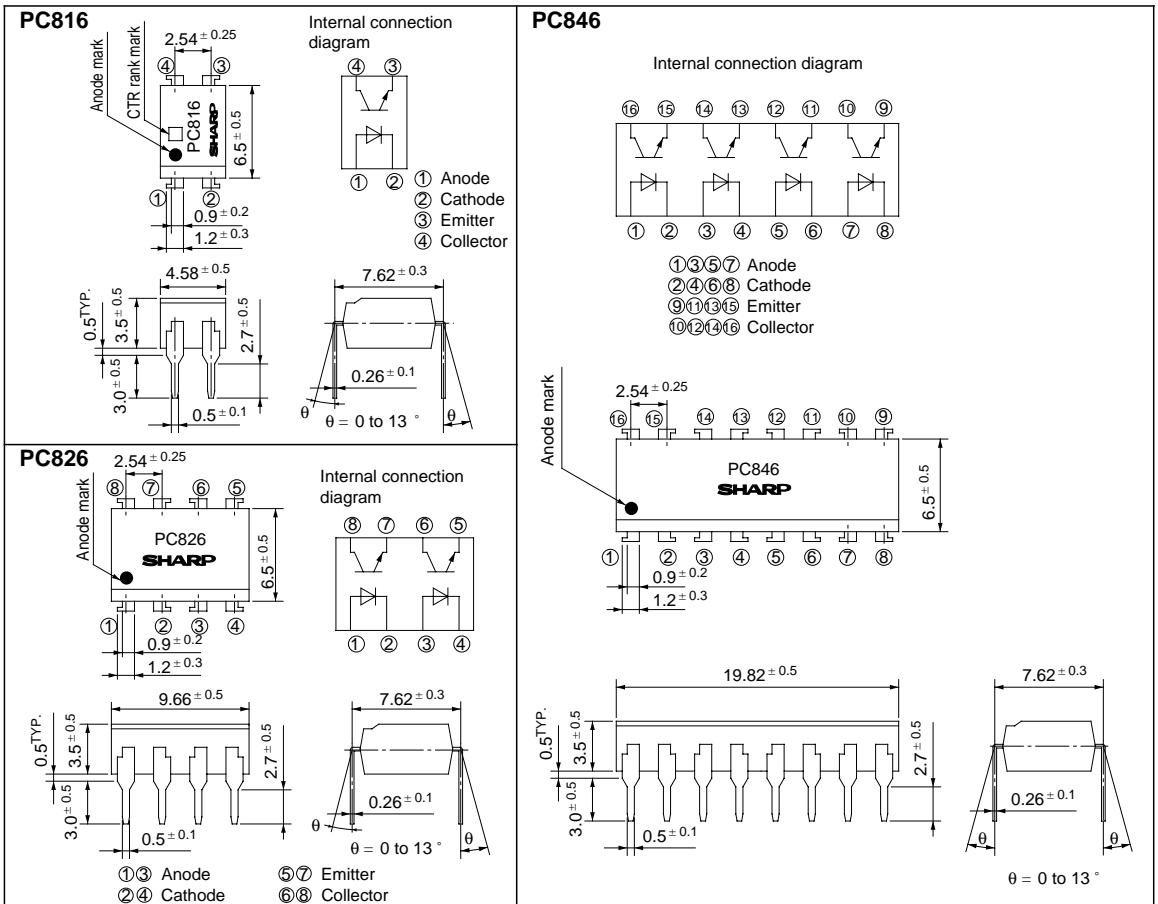 PC816
2.54 ± 0.25
Internal connection
diagram
Anode mark
CTR rank mark
④ ③
PC816
SHARP
6.5 ± 0.5
① ②
0.9 ± 0.2
1.2 ± 0.3
④ ③
① ②
① Anode
② Cathode
③ Emitter
④ Collector
4.58 ± 0.5
7.62 ± 0.3
0.5 TYP.
3.5 ± 0.5
3.0 ± 0.5
2.7 ± 0.5
0.5 ± 0.1
0.26 ± 0.1
θ θ
θ = 0 to 13 °
PC826
2.54 ± 0.25
Internal connection
diagram
Anode mark
⑧ ⑦ ⑥ ⑤
PC826
SHARP
6.5 ± 0.5
① ② ③ ④
0.9 ± 0.2
1.2 ± 0.3
⑧ ⑦ ⑥ ⑤
① ② ③ ④
9.66 ± 0.5
7.62 ± 0.3
0.5 TYP.
3.5 ± 0.5
3.0 ± 0.5
2.7 ± 0.5
0.5 ± 0.1
0.26 ± 0.1
θ θ
θ = 0 to 13 °
①③ Anode
②④ Cathode
⑤⑦ Emitter
⑥⑧ Collector
PC846
Internal connection diagram
⑯ ⑮ ⑭ ⑬ ⑫ ⑪ ⑩ ⑨
① ② ③ ④ ⑤ ⑥ ⑦ ⑧
①③⑤⑦ Anode
②④⑥⑧ Cathode
⑨⑪⑬⑮ Emitter
⑩⑫⑭⑯ Collector
Anode mark
2.54 ± 0.25
⑯ ⑮ ⑭ ⑬ ⑫ ⑪ ⑩ ⑨
PC846
SHARP
6.5 ± 0.5
① ② ③ ④ ⑤ ⑥ ⑦ ⑧
0.9 ± 0.2
1.2 ± 0.3
19.82 ± 0.5
7.62 ± 0.3
0.5 TYP.
3.5 ± 0.5
3.0 ± 0.5
2.7 ± 0.5
0.5 ± 0.1
0.26 ± 0.1
θ θ
θ = 0 to 13 °